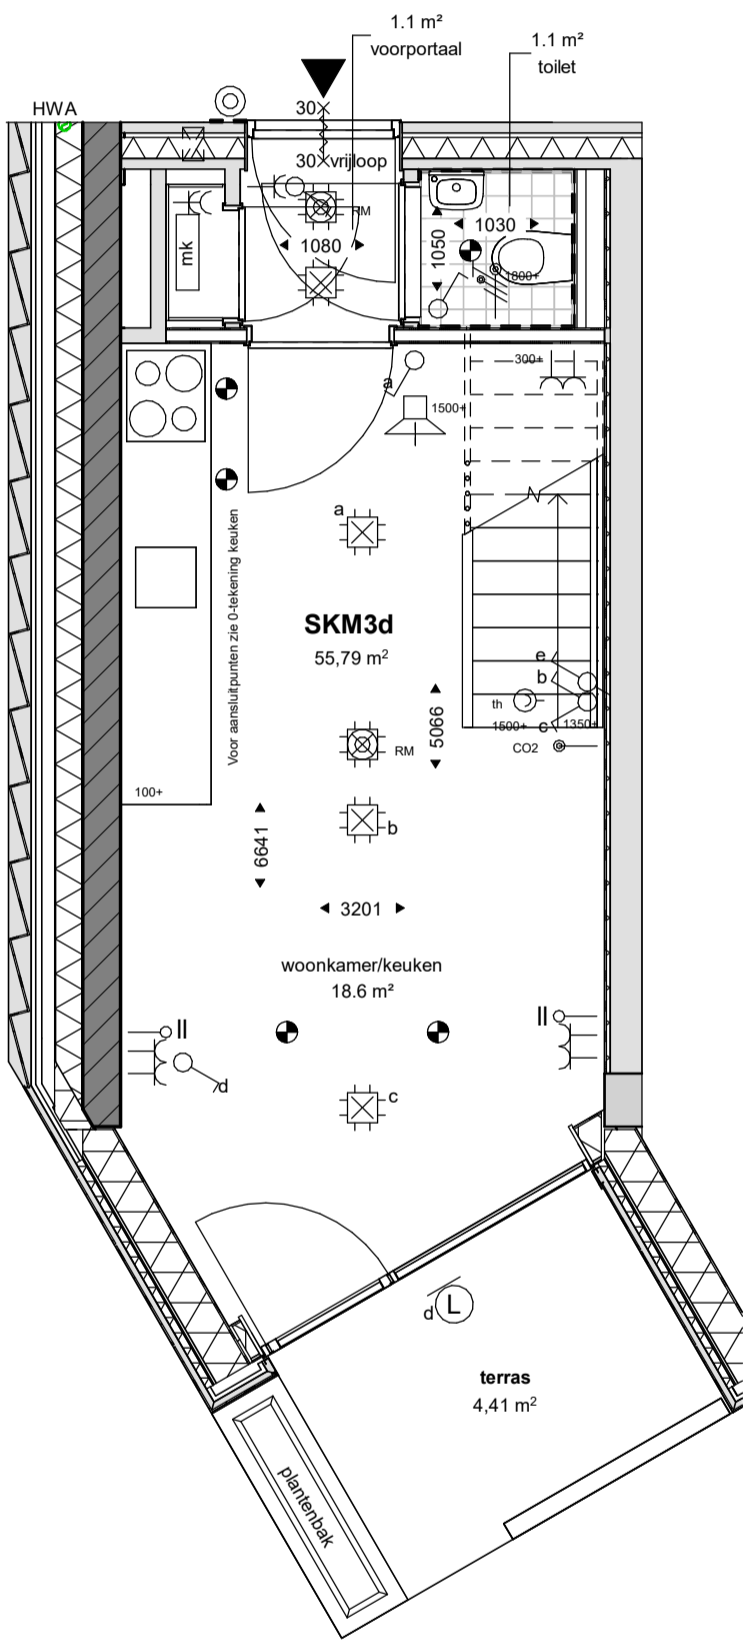 1.1 m²
voorportaal
1.1 m²
toilet
HWA
30
30 vrijloop
RM
mk
1080
1050
1030
1800+
300+
a
1500+
a
Voor aansluitpunten zie 0-tekening keuken
SKM3d
55,79 m²
e
b
th
1500+
c
1350+
CO2
5066
RM
100+
b
6641
3201
woonkamer/keuken
18.6 m²
d
c
d
L
terras
4,41 m²
plantenbak